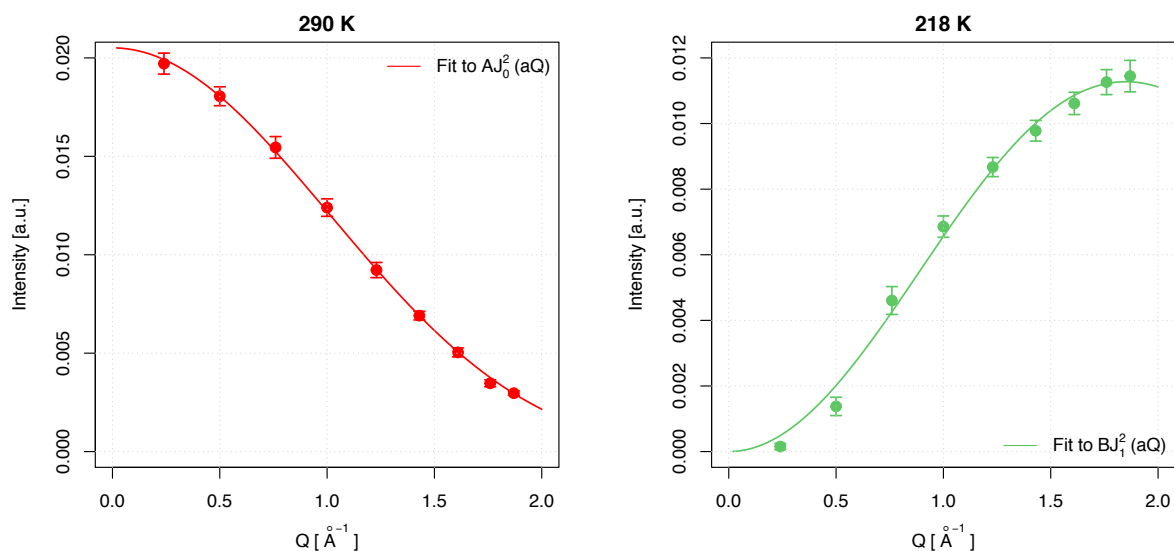 290 K
Intensity [a.u.]
0.020
0.015
0.010
0.005
0.000
Fit to AJ₀² (aQ)
0.0 0.5 1.0 1.5 2.0
Q [ Å⁻¹ ]
218 K
Intensity [a.u.]
0.012
0.010
0.008
0.006
0.004
0.002
0.000
Fit to BJ₁² (aQ)
0.0 0.5 1.0 1.5 2.0
Q [ Å⁻¹ ]